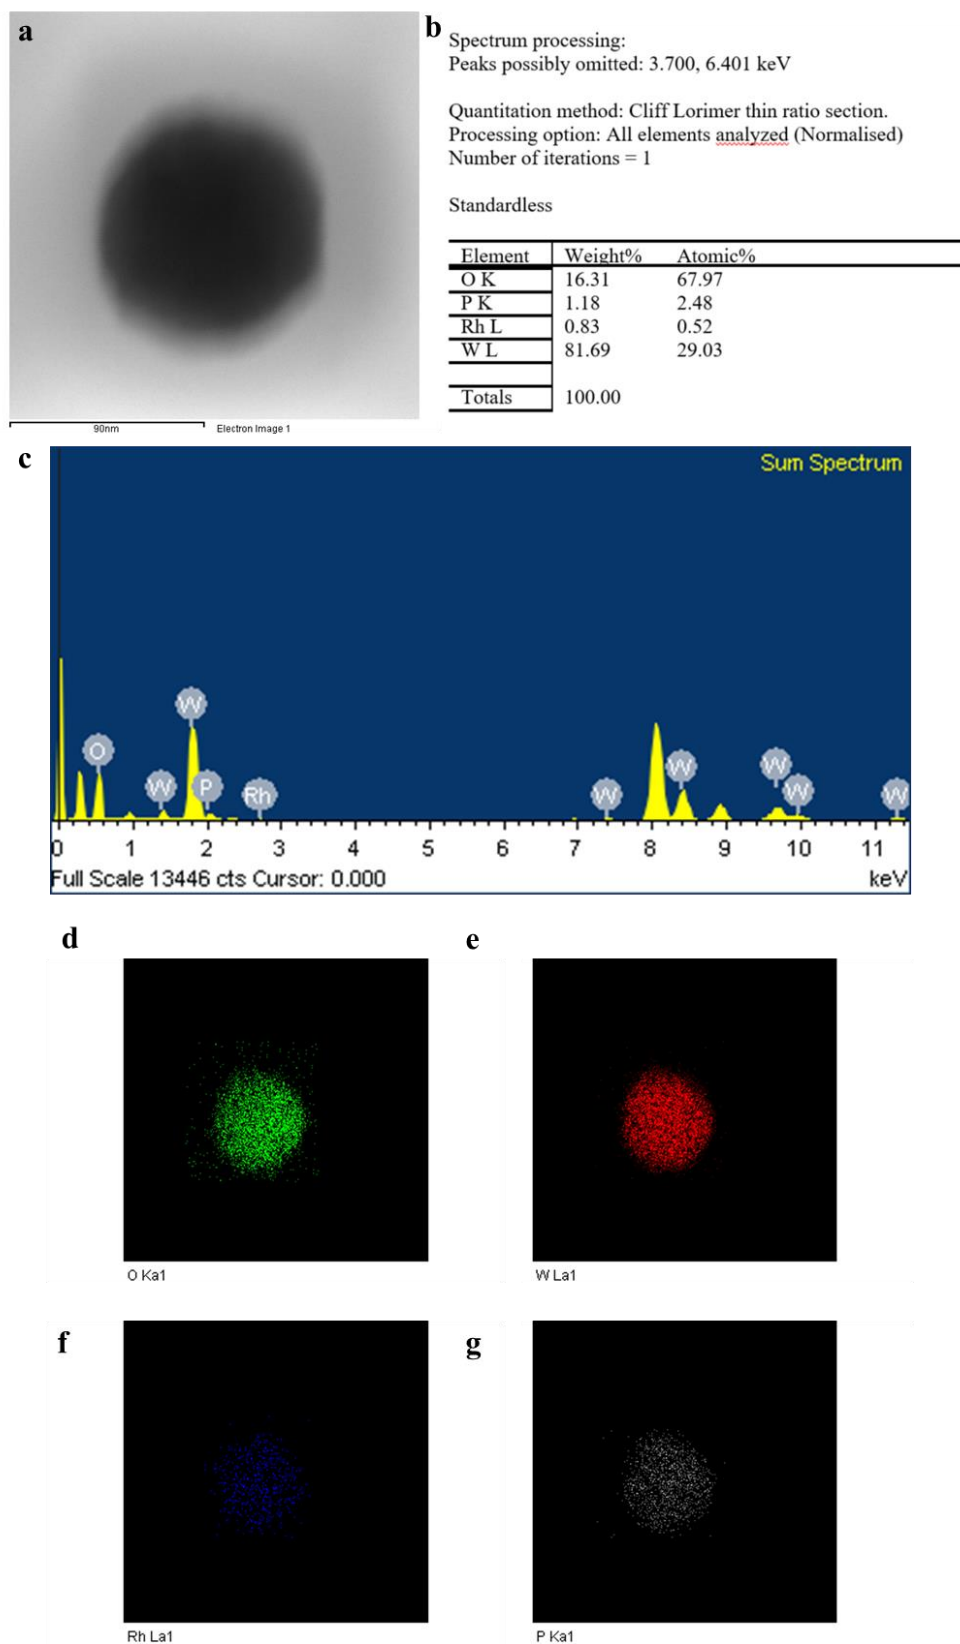 a
b
Spectrum processing:
Peaks possibly omitted: 3.700, 6.401 keV
Quantitation method: Cliff Lorimer thin ratio section.
Processing option: All elements analyzed (Normalised)
Number of iterations = 1
Standardless
Element Weight% Atomic%
O K 16.31 67.97
P K 1.18 2.48
Rh L 0.83 0.52
W L 81.69 29.03
Totals 100.00
90nm Electron Image 1
c
Sum Spectrum
O W W P Rh W W W W W
0 1 2 3 4 5 6 7 8 9 10 11
Full Scale 13446 cts Cursor: 0.000 keV
d
e
O Ka1
W La1
f
g
Rh La1
P Ka1